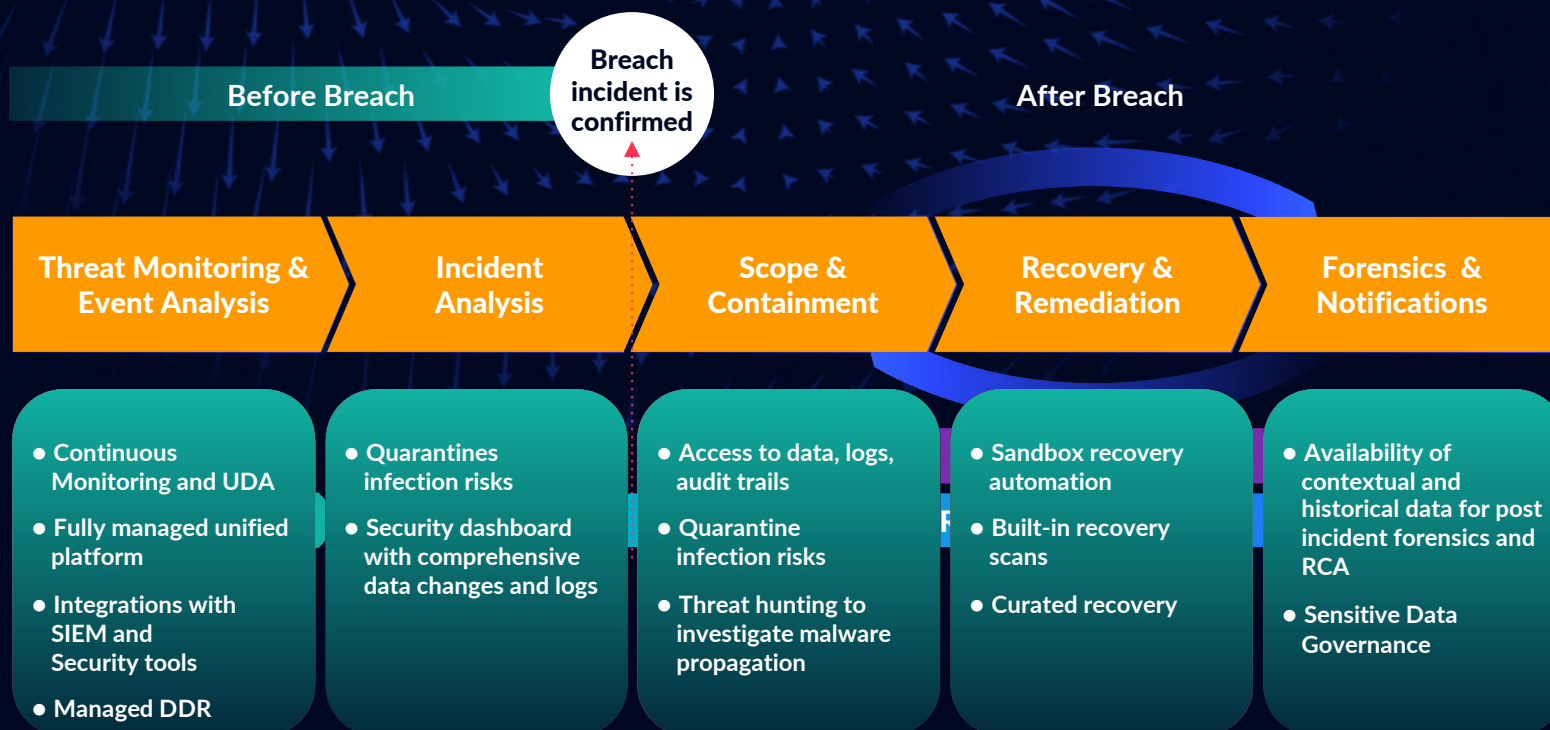 Before Breach
Breach
incident is
confirmed
After Breach
Threat Monitoring &
Event Analysis
Incident
Analysis
Scope &
Containment
Recovery &
Remediation
Forensics &
Notifications
● Continuous
Monitoring and UDA
● Fully managed unified
platform
● Integrations with
SIEM and
Security tools
● Managed DDR
● Quarantines
infection risks
● Security dashboard
with comprehensive
data changes and logs
● Access to data, logs,
audit trails
● Quarantine
infection risks
● Threat hunting to
investigate malware
propagation
● Sandbox recovery
automation
● Built-in recovery
scans
● Curated recovery
● Availability of
contextual and
historical data for post
incident forensics and
RCA
● Sensitive Data
Governance